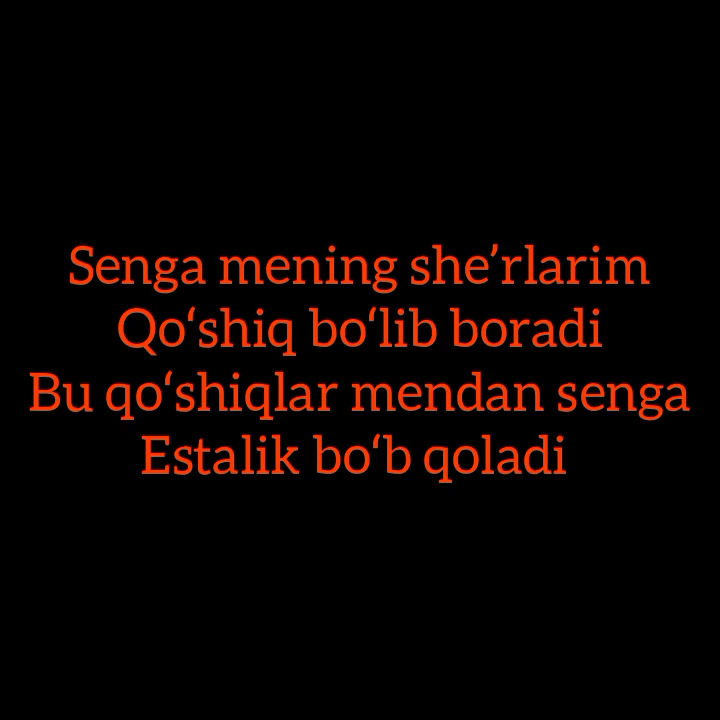 Senga mening she’rlarim
Qo‘shiq bo‘lib boradi
Bu qo‘shiqlar mendan senga
Estalik bo‘b qoladi